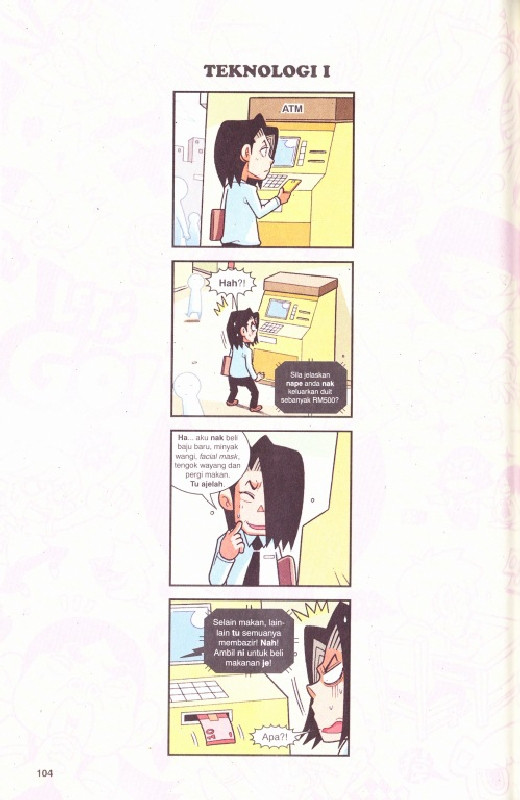 TEKNOLOGI I
ATM
Hah?!
Sila jelaskan
nape anda nak
keluarkan duit
sebanyak RM500?
Ha... aku nak beli
baju baru, minyak
wangi, facial mask,
tengok wayang dan
pergi makan.
Tu ajelah.
Selain makan, lain-
lain tu semuanya
membazir! Nah!
Ambil ni untuk beli
makanan je!
10
Apa?!
104